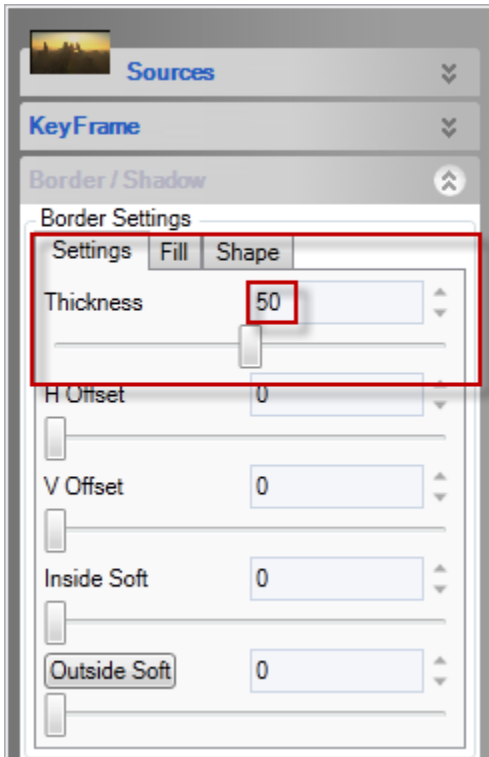 Sources
KeyFrame
Border / Shadow
Border Settings
Settings Fill Shape
Thickness 50
H Offset 0
V Offset 0
Inside Soft 0
Outside Soft 0